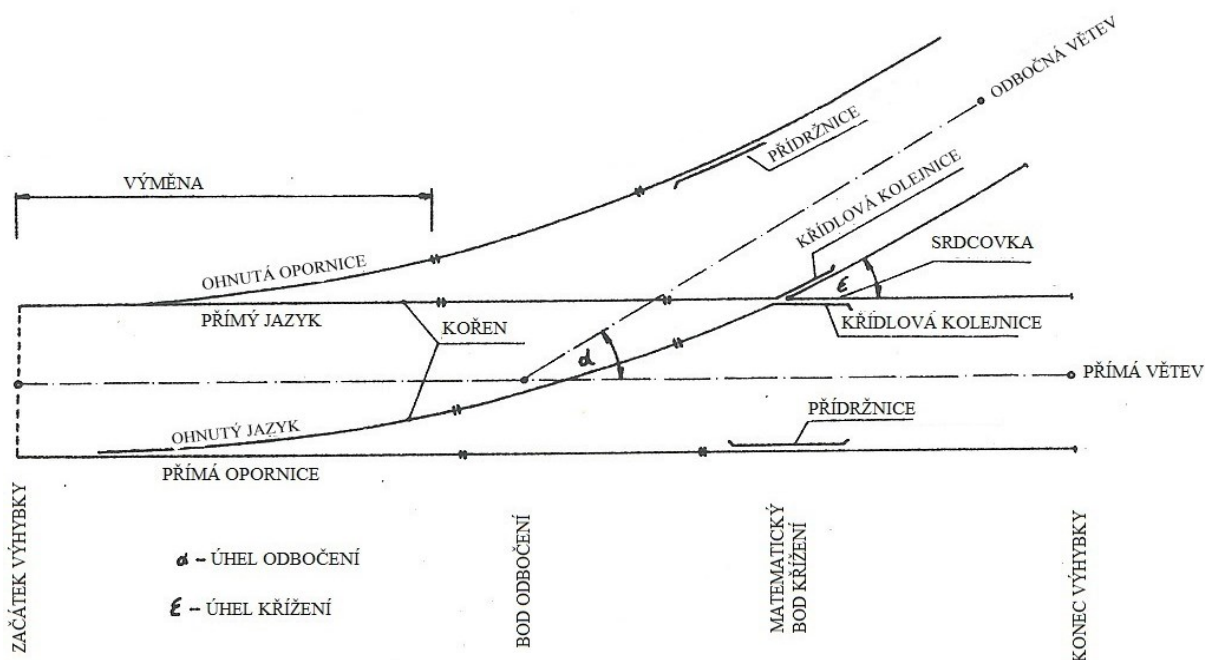 ODBOČNÁ VĚTEV
PŘÍDRŽNICE
VÝMĚNA
KŘÍDLOVÁ KOLEJNICE
SRDCOVKA
OHNUTÁ OPORNICE
ε
PŘÍMÝ JAZYK
KOŘEN
KŘÍDLOVÁ KOLEJNICE
α
PŘÍMÁ VĚTEV
PŘÍDRŽNICE
OHNUTÝ JAZYK
PŘÍMÁ OPORNICE
ZAČÁTEK VÝHYBKY
BOD ODBOČENÍ
MATEMATICKÝ
BOD KŘÍŽENÍ
KONEC VÝHYBKY
α – ÚHEL ODBOČENÍ
ε – ÚHEL KŘÍŽENÍ